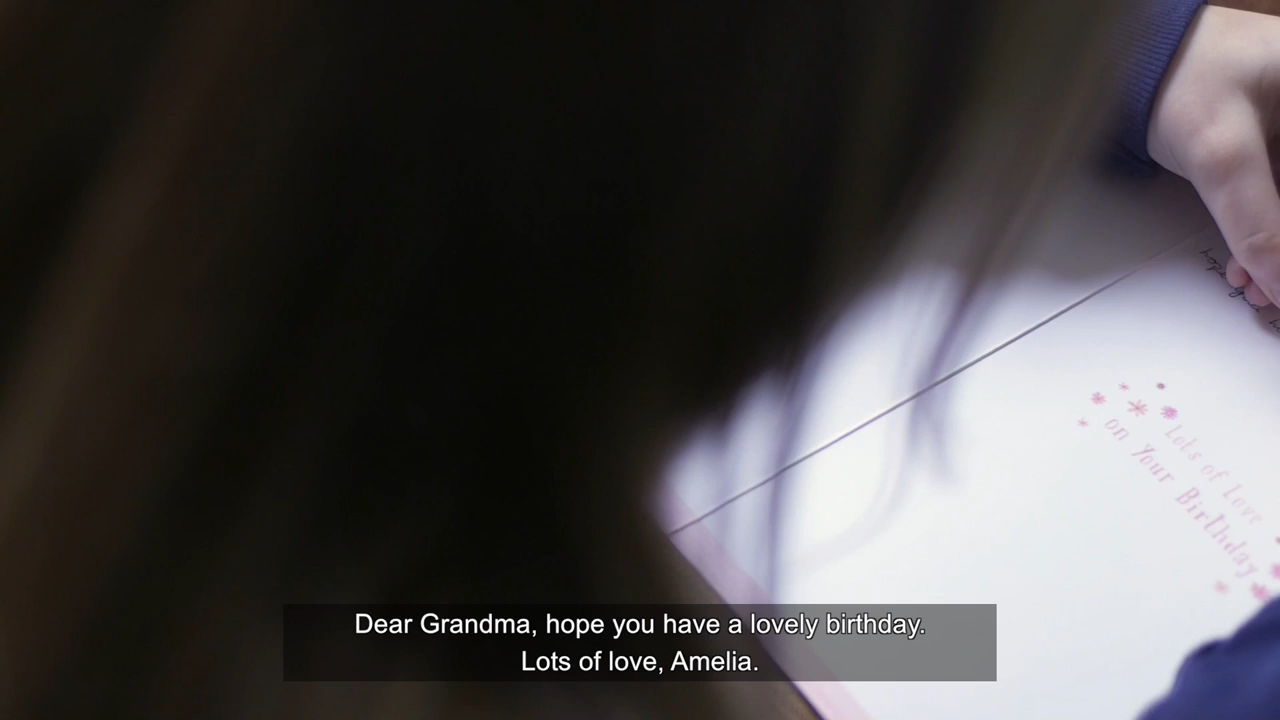 Lots of Love
on Your Birthday
Dear Grandma, hope you have a lovely birthday.
Lots of love, Amelia.